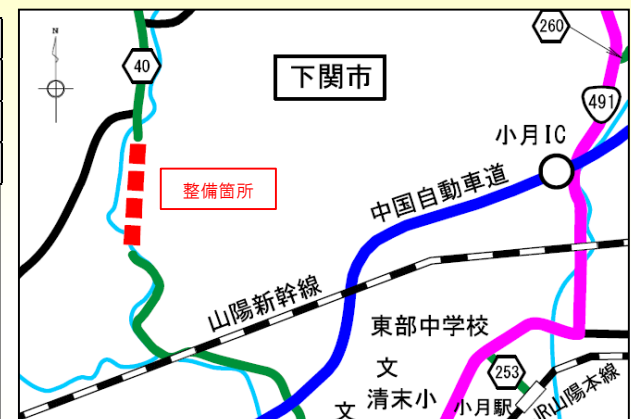 N
40
下関市
260
491
小月IC
整備箇所
中国自動車道
山陽新幹線
東部中学校
文
253
文
清末小
小月駅
JR山陽本線